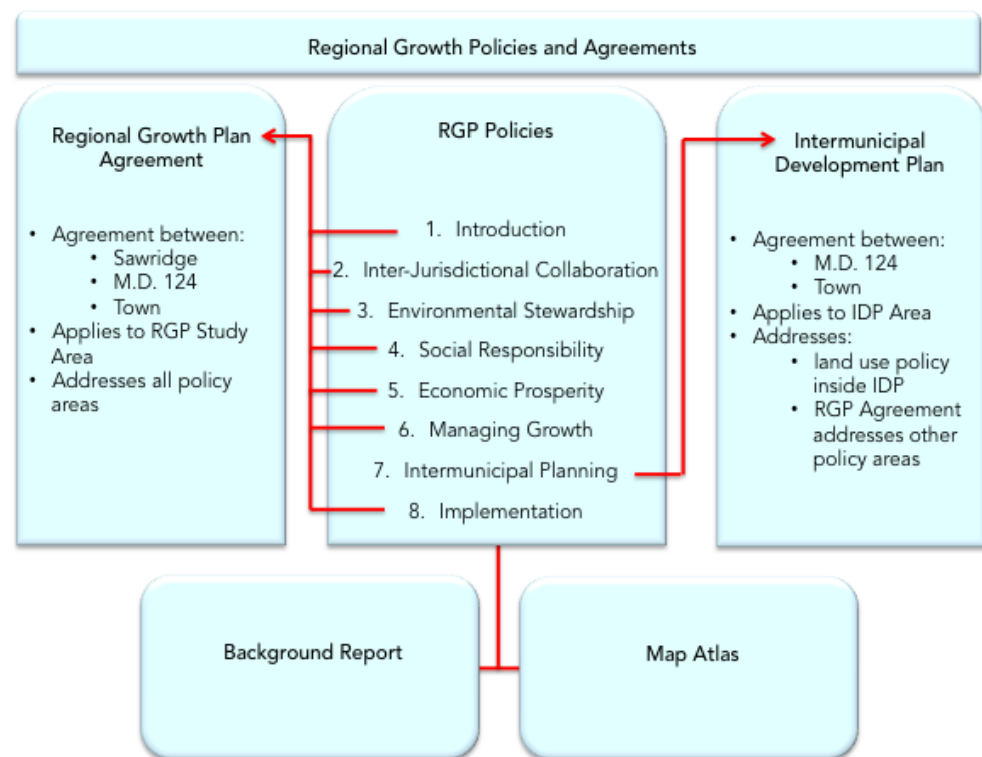 Regional Growth Policies and Agreements
Regional Growth Plan
Agreement
• Agreement between:
• Sawridge
• M.D. 124
• Town
• Applies to RGP Study
Area
• Addresses all policy
areas
RGP Policies
1. Introduction
2. Inter-Jurisdictional Collaboration
3. Environmental Stewardship
4. Social Responsibility
5. Economic Prosperity
6. Managing Growth
7. Intermunicipal Planning
8. Implementation
Intermunicipal
Development Plan
• Agreement between:
• M.D. 124
• Town
• Applies to IDP Area
• Addresses:
• land use policy
inside IDP
• RGP Agreement
addresses other
policy areas
Background Report
Map Atlas